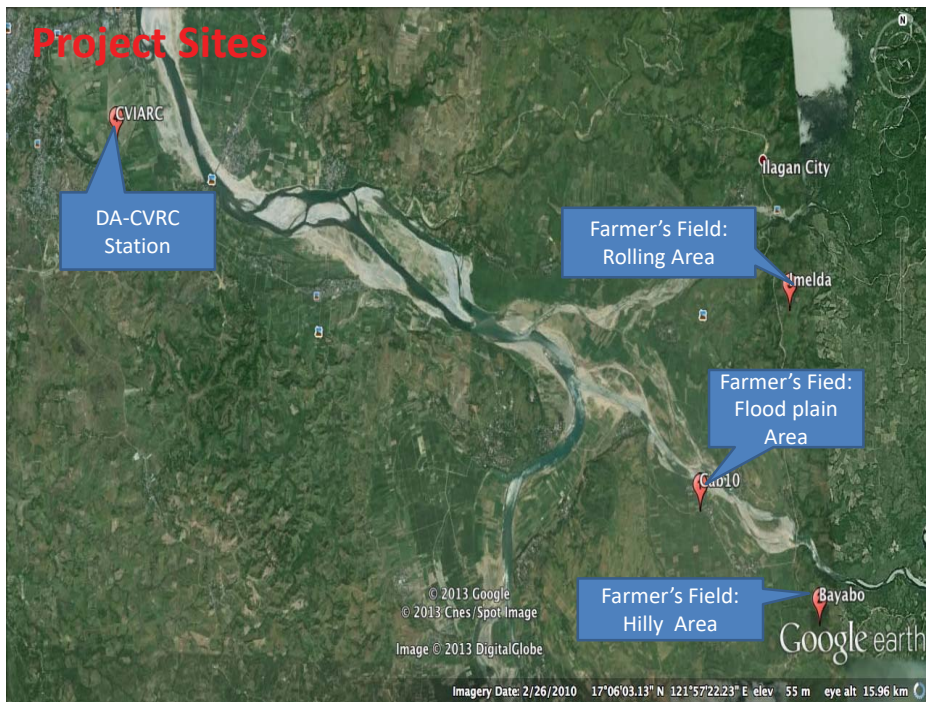 Project Sites
N
CVIARC
DA-CVRC
Station
Ilagan City
Farmer's Field:
Rolling Area
Imelda
Farmer's Fied:
Flood plain
Area
Cab10
Farmer's Field:
Hilly Area
Bayabo
© 2013 Google
© 2013 Cnes/Spot Image
Image © 2013 DigitalGlobe
Google earth
Imagery Date: 2/26/2010 17°06'03.13" N 121°57'22.23" E elev 55 m eye alt 15.96 km